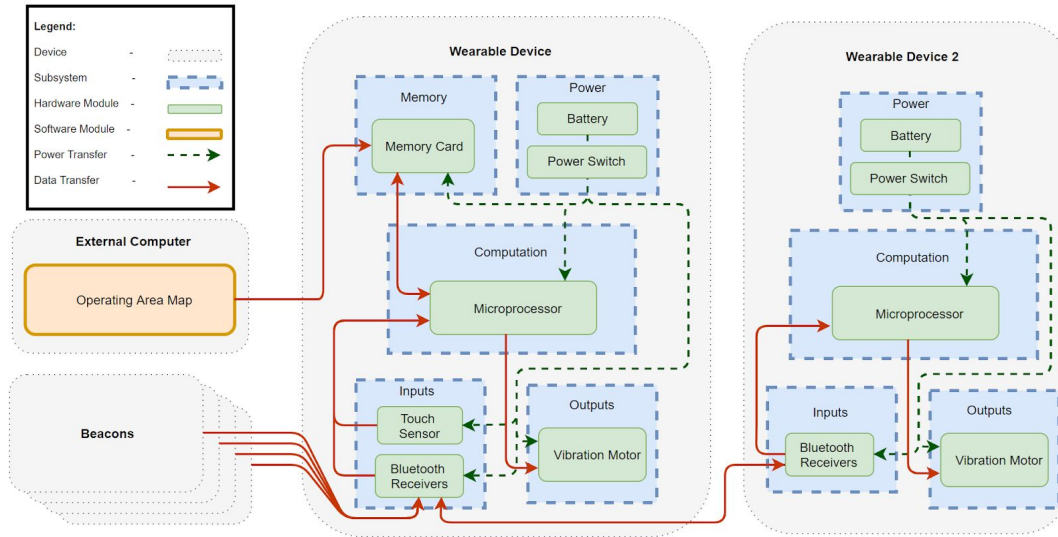 Legend:
Device -
Subsystem -
Hardware Module -
Software Module -
Power Transfer -
Data Transfer -
External Computer
Operating Area Map
Beacons
Wearable Device
Memory
Memory Card
Power
Battery
Power Switch
Computation
Microprocessor
Inputs
Touch
Sensor
Bluetooth
Receivers
Outputs
Vibration Motor
Wearable Device 2
Power
Battery
Power Switch
Computation
Microprocessor
Inputs
Bluetooth
Receivers
Outputs
Vibration Motor